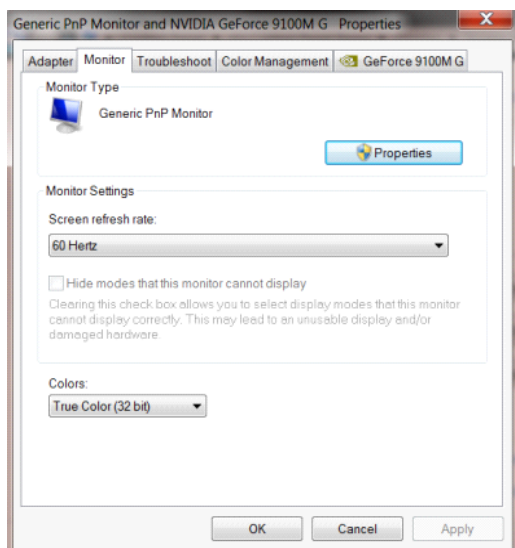 Generic PnP Monitor and NVIDIA GeForce 9100M G Properties
X
Adapter Monitor Troubleshoot Color Management GeForce 9100M G
Monitor Type
Generic PnP Monitor
Properties
Monitor Settings
Screen refresh rate:
60 Hertz
Hide modes that this monitor cannot display
Clearing this check box allows you to select display modes that this monitor
cannot display correctly. This may lead to an unusable display and/or
damaged hardware
Colors:
True Color (32 bit)
OK Cancel Apply